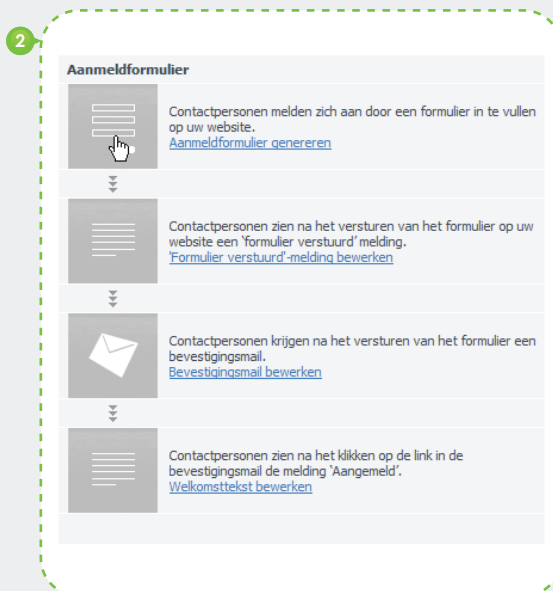 2
Aanmeldformulier
Contactpersonen melden zich aan door een formulier in te vullen
op uw website.
Aanmeldformulier genereren
Contactpersonen zien na het versturen van het formulier op uw
website een ‘formulier verstuurd’ melding.
'Formulier verstuurd'-melding bewerken
Contactpersonen krijgen na het versturen van het formulier een
bevestigingsmail.
Bevestigingsmail bewerken
Contactpersonen zien na het klikken op de link in de
bevestigingsmail de melding ‘Aangemeld’.
Welkomsttekst bewerken